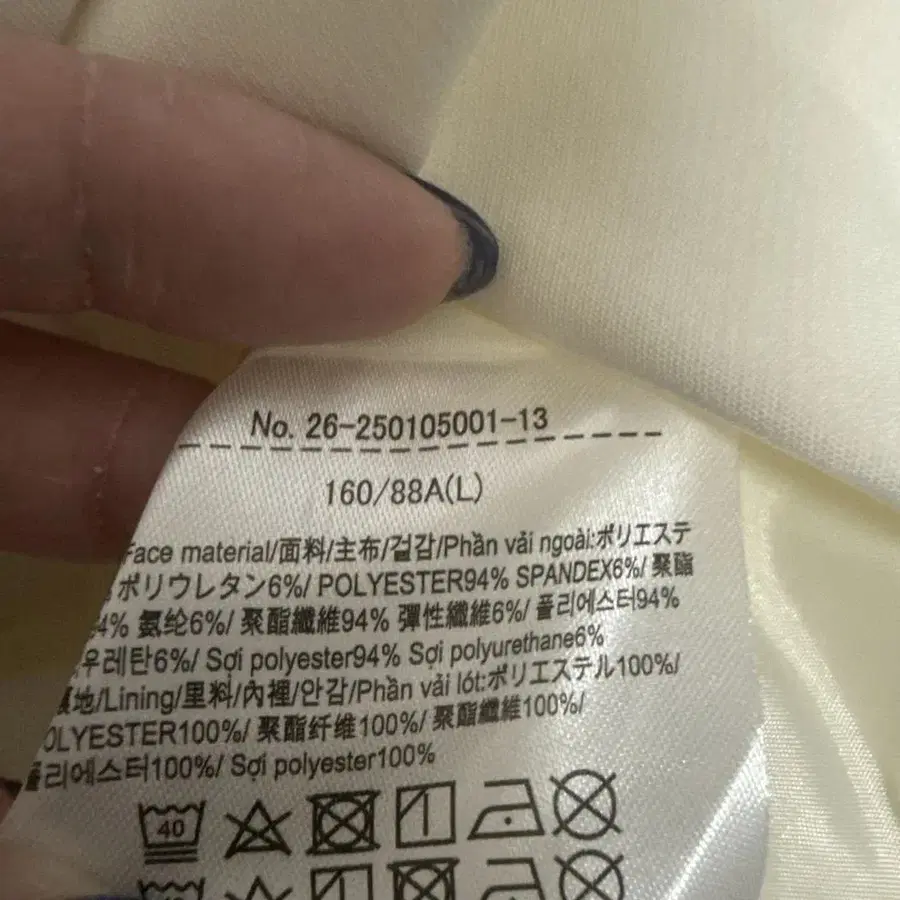 No. 26-250105001-13
160/88A(L)
Face material/面料/主布/겉감/Phần vải ngoài:ポリエステ
ポリウレタン6%/ POLYESTER94% SPANDEX6%/ 聚酯
4% 氨纶6%/ 聚酯纖維94% 彈性纖維6%/ 폴리에스터94%
우레탄6%/ Sợi polyester94% Sợi polyurethane6%
裏地/Lining/里料/內裡/안감/Phần vải lót:ポリエステル100%/
OLYESTER100%/ 聚酯纤维100%/ 聚酯纖維100%/
폴리에스터100%/ Sợi polyester100%
40
40